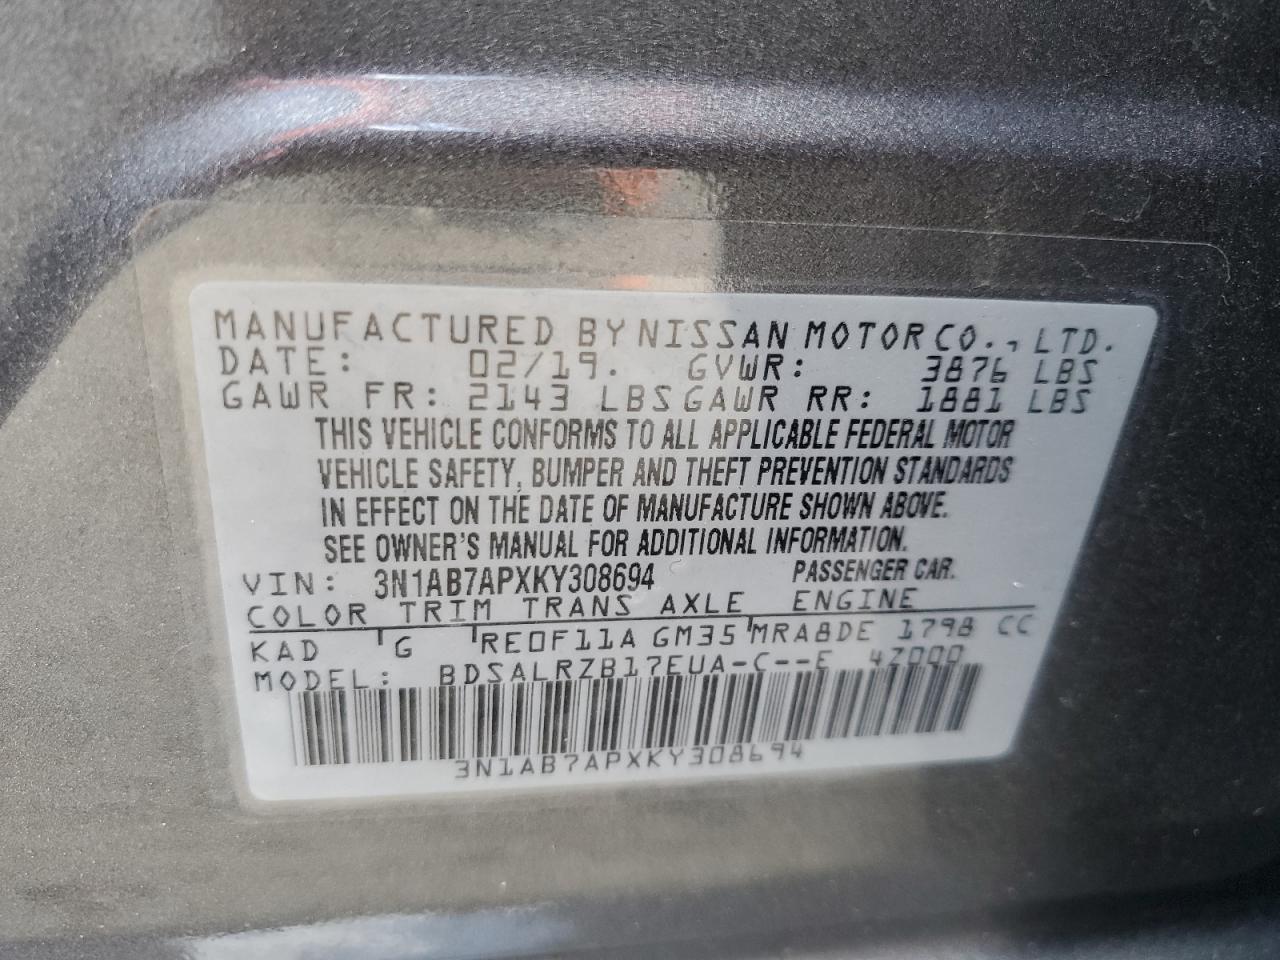 MANUFACTURED BY NISSAN MOTOR CO., LTD.
DATE: 02/19. GVWR: 3876 LBS
GAWR FR: 2143 LBS GAWR RR: 1881 LBS
THIS VEHICLE CONFORMS TO ALL APPLICABLE FEDERAL MOTOR
VEHICLE SAFETY, BUMPER AND THEFT PREVENTION STANDARDS
IN EFFECT ON THE DATE OF MANUFACTURE SHOWN ABOVE.
SEE OWNER'S MANUAL FOR ADDITIONAL INFORMATION.
VIN: 3N1AB7APXKY308694 PASSENGER CAR.
COLOR TRIM TRANS AXLE ENGINE
KAD G RE0F11A GM35 MRA8DE 1798 CC
MODEL: BDSALRZB17EUA-C--E 47000
3N1AB7APXKY308694